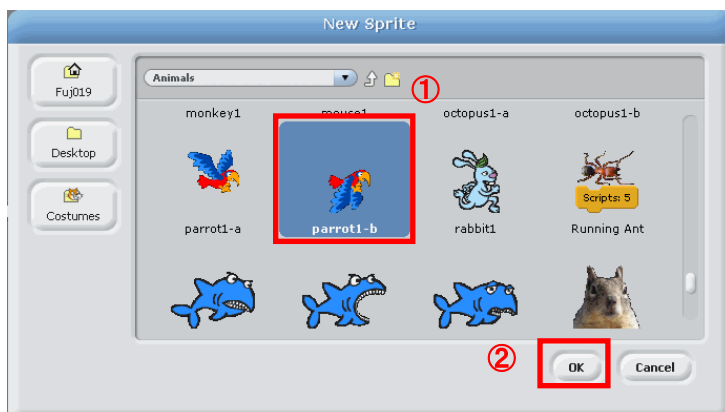 New Sprite
Fuj019
Desktop
Costumes
Animals
①
monkey1 mouse1 octopus1-a octopus1-b
Scripts: 5
parrot1-a parrot1-b rabbit1 Running Ant
②
OK Cancel